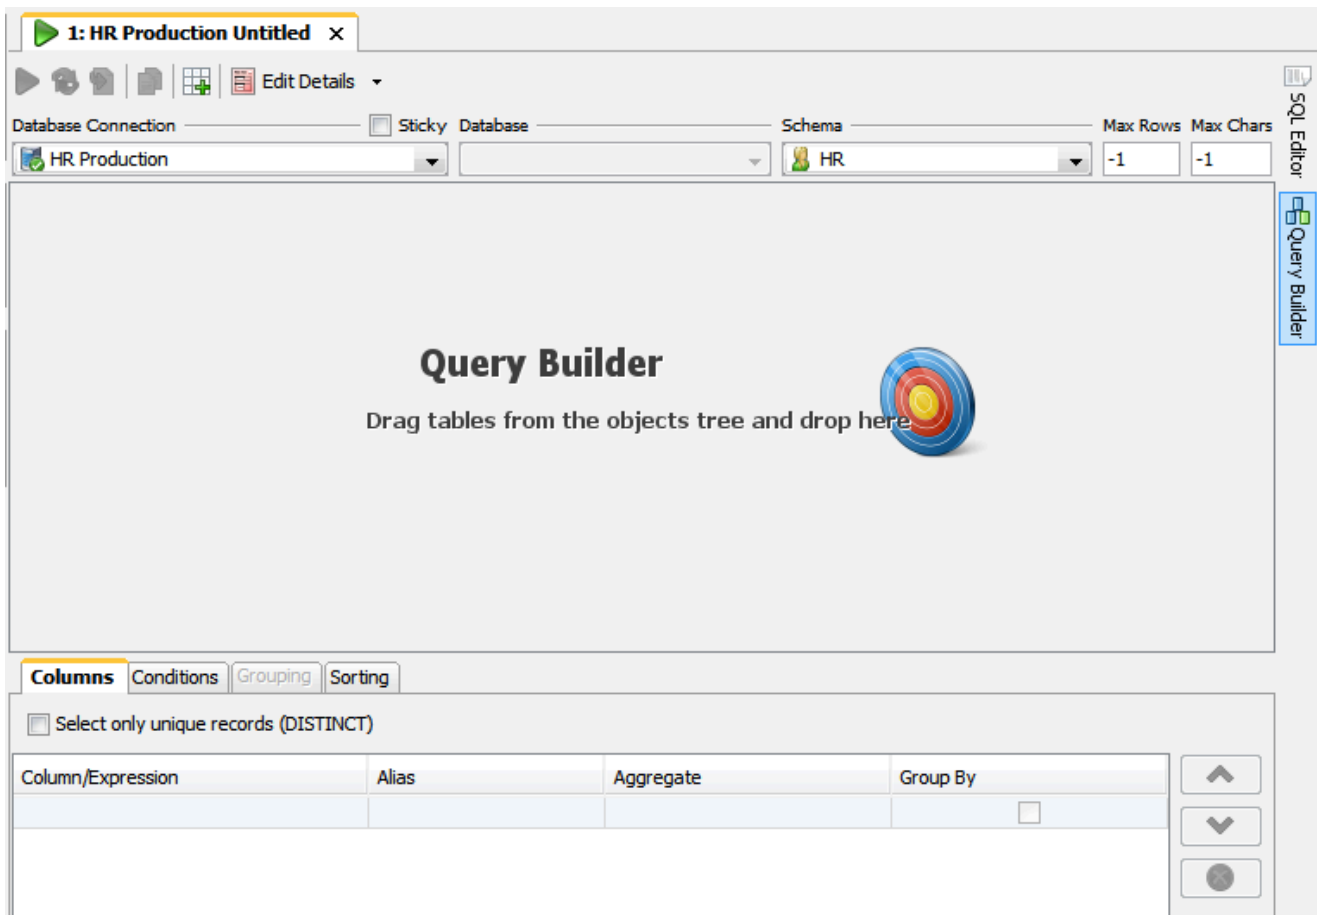 1: HR Production Untitled X
Edit Details
Database Connection Sticky Database Schema Max Rows Max Chars
HR Production HR -1 -1
SQL Editor
Query Builder
Query Builder
Drag tables from the objects tree and drop here
Columns Conditions Grouping Sorting
Select only unique records (DISTINCT)
Column/Expression Alias Aggregate Group By